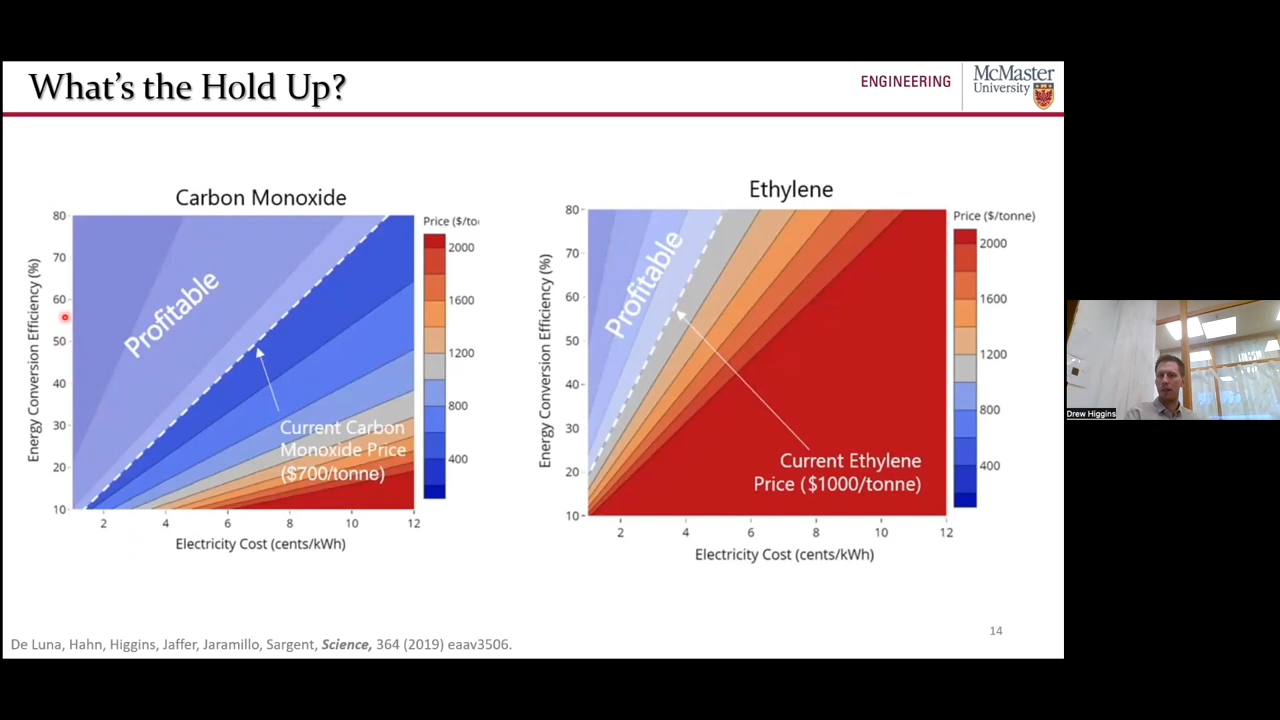 What's the Hold Up?
ENGINEERING
McMaster
University
Carbon Monoxide
Price ($/to
80
70
60
50
40
30
20
10
Energy Conversion Efficiency (%)
Profitable
Current Carbon
Monoxide Price
($700/tonne)
2000
1600
1200
800
400
2 4 6 8 10 12
Electricity Cost (cents/kWh)
Ethylene
Price ($/tonne)
80
70
60
50
40
30
20
10
Energy Conversion Efficiency (%)
Profitable
Current Ethylene
Price ($1000/tonne)
2000
1600
1200
800
400
2 4 6 8 10 12
Electricity Cost (cents/kWh)
Drew Higgins
14
De Luna, Hahn, Higgins, Jaffer, Jaramillo, Sargent, Science, 364 (2019) eaav3506.